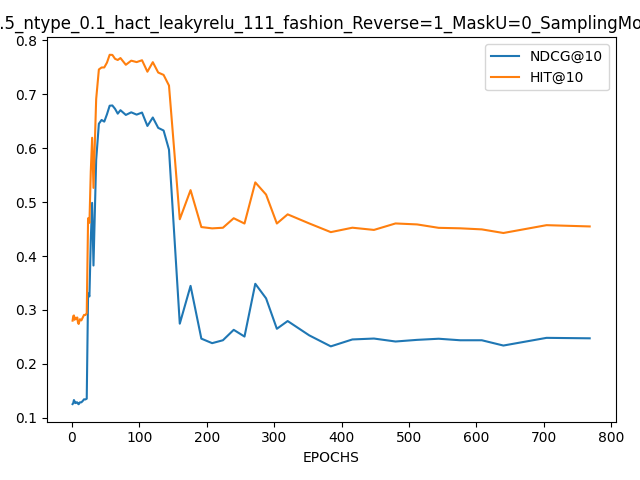 .5_ntype_0.1_hact_leakyrelu_111_fashion_Reverse=1_MaskU=0_SamplingMo
NDCG@10
HIT@10
0.8
0.7
0.6
0.5
0.4
0.3
0.2
0.1
0 100 200 300 400 500 600 700 800
EPOCHS